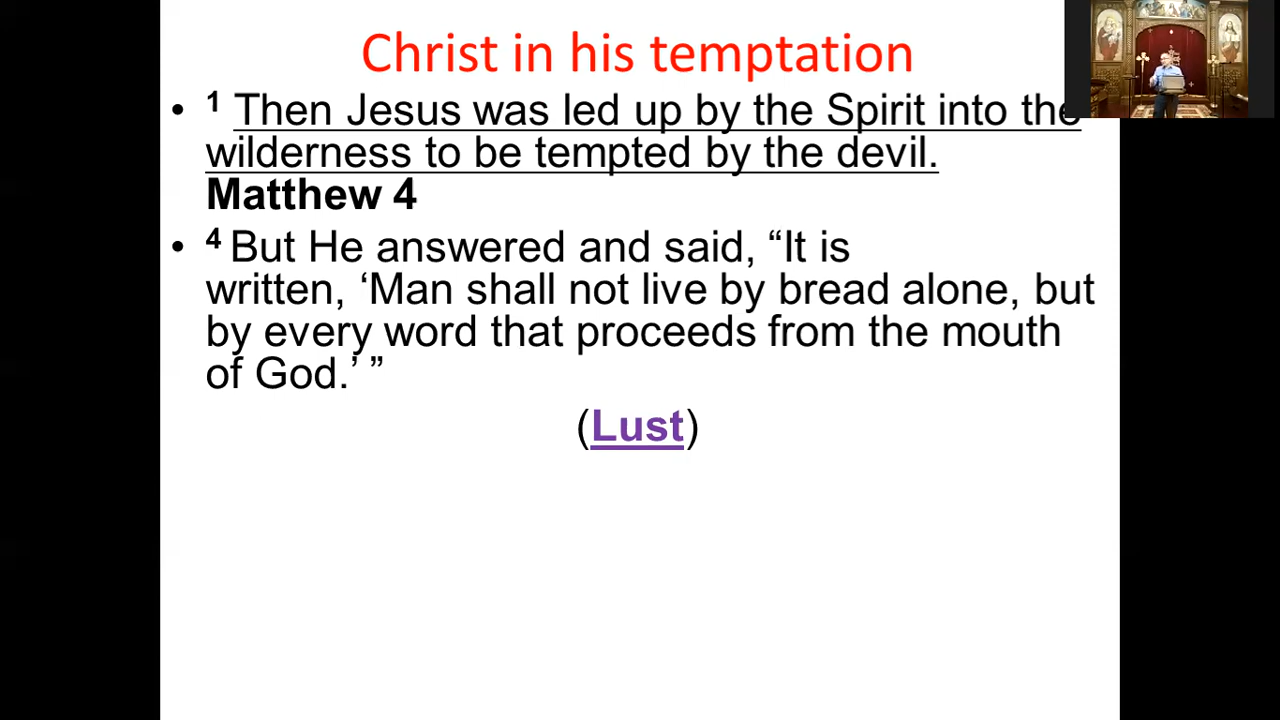 Christ in his temptation
• 1 Then Jesus was led up by the Spirit into the
wilderness to be tempted by the devil.
Matthew 4
• 4 But He answered and said, “It is
written, ‘Man shall not live by bread alone, but
by every word that proceeds from the mouth
of God.’ ”
(Lust)